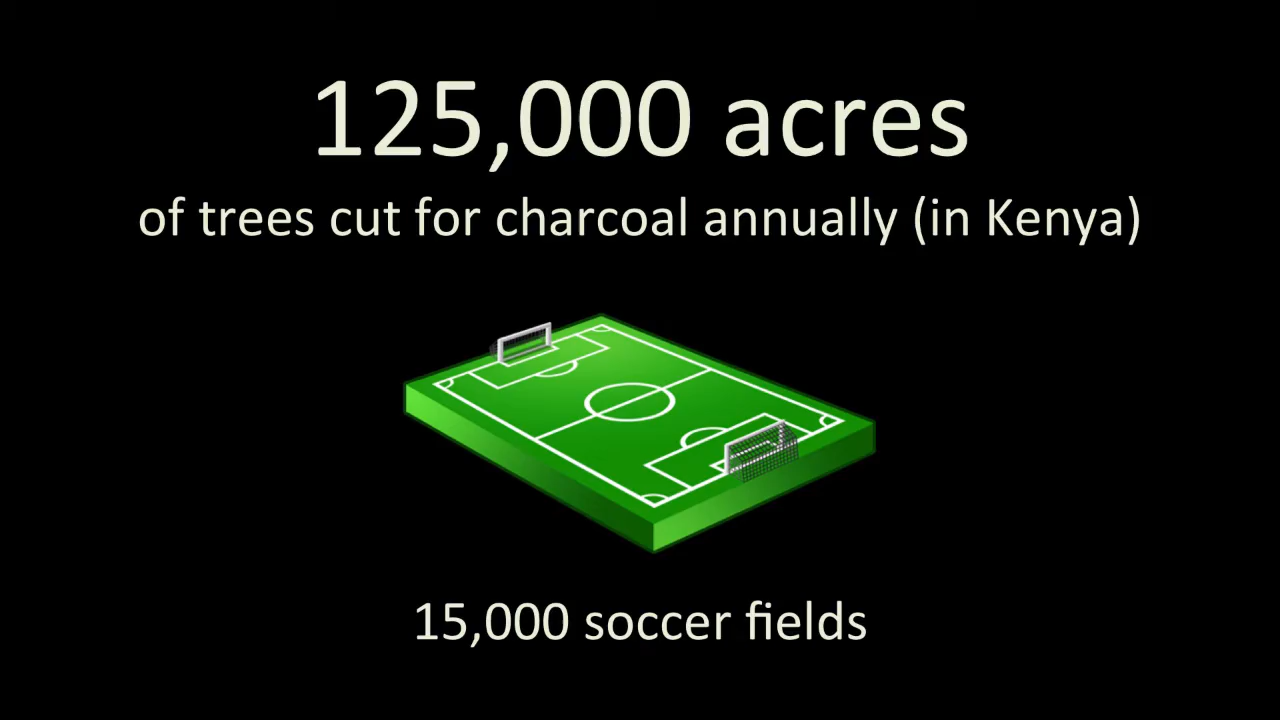 125,000 acres
of trees cut for charcoal annually (in Kenya)
15,000 soccer fields